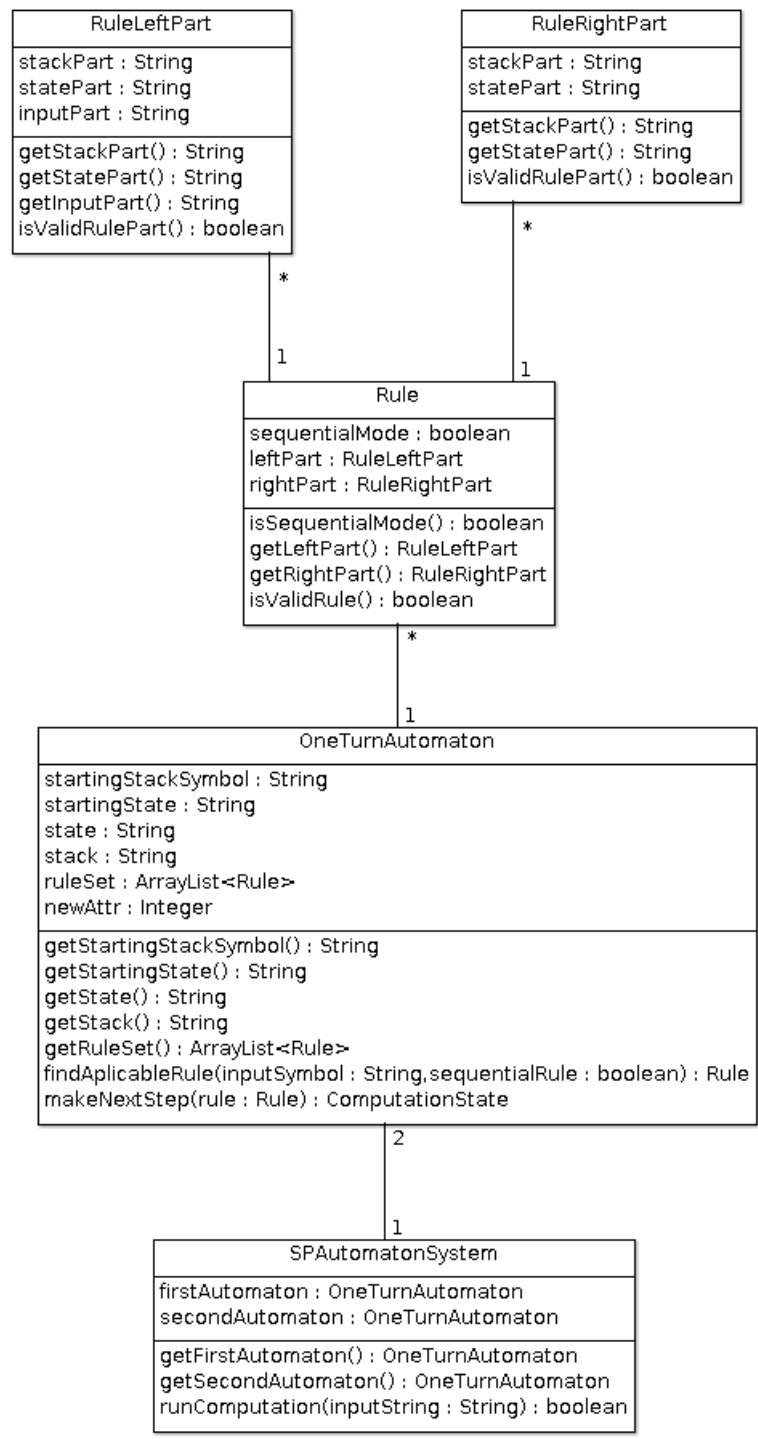 RuleLeftPart
stackPart : String
statePart : String
inputPart : String
getStackPart() : String
getStatePart() : String
getInputPart() : String
isValidRulePart() : boolean
*
1
RuleRightPart
stackPart : String
statePart : String
getStackPart() : String
getStatePart() : String
isValidRulePart() : boolean
*
1
Rule
sequentialMode : boolean
leftPart : RuleLeftPart
rightPart : RuleRightPart
isSequentialMode() : boolean
getLeftPart() : RuleLeftPart
getRightPart() : RuleRightPart
isValidRule() : boolean
*
1
OneTurnAutomaton
startingStackSymbol : String
startingState : String
state : String
stack : String
ruleSet : ArrayList<Rule>
newAttr : Integer
getStartingStackSymbol() : String
getStartingState() : String
getState() : String
getStack() : String
getRuleSet() : ArrayList<Rule>
findAplicableRule(inputSymbol : String,sequentialRule : boolean) : Rule
makeNextStep(rule : Rule) : ComputationState
2
1
SPAutomatonSystem
firstAutomaton : OneTurnAutomaton
secondAutomaton : OneTurnAutomaton
getFirstAutomaton() : OneTurnAutomaton
getSecondAutomaton() : OneTurnAutomaton
runComputation(inputString : String) : boolean